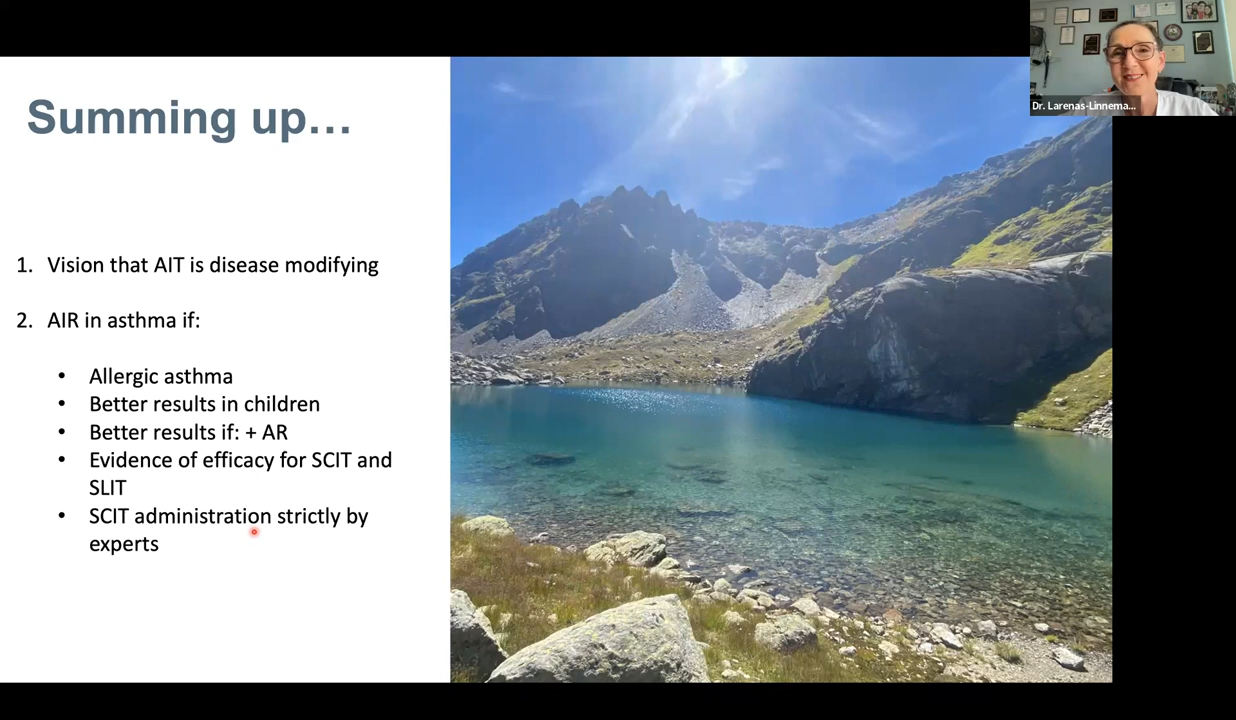 Summing up...
1. Vision that AIT is disease modifying
2. AIR in asthma if:
• Allergic asthma
• Better results in children
• Better results if: + AR
• Evidence of efficacy for SCIT and
SLIT
• SCIT administration strictly by
experts
Dr. Larenas-Linnema...